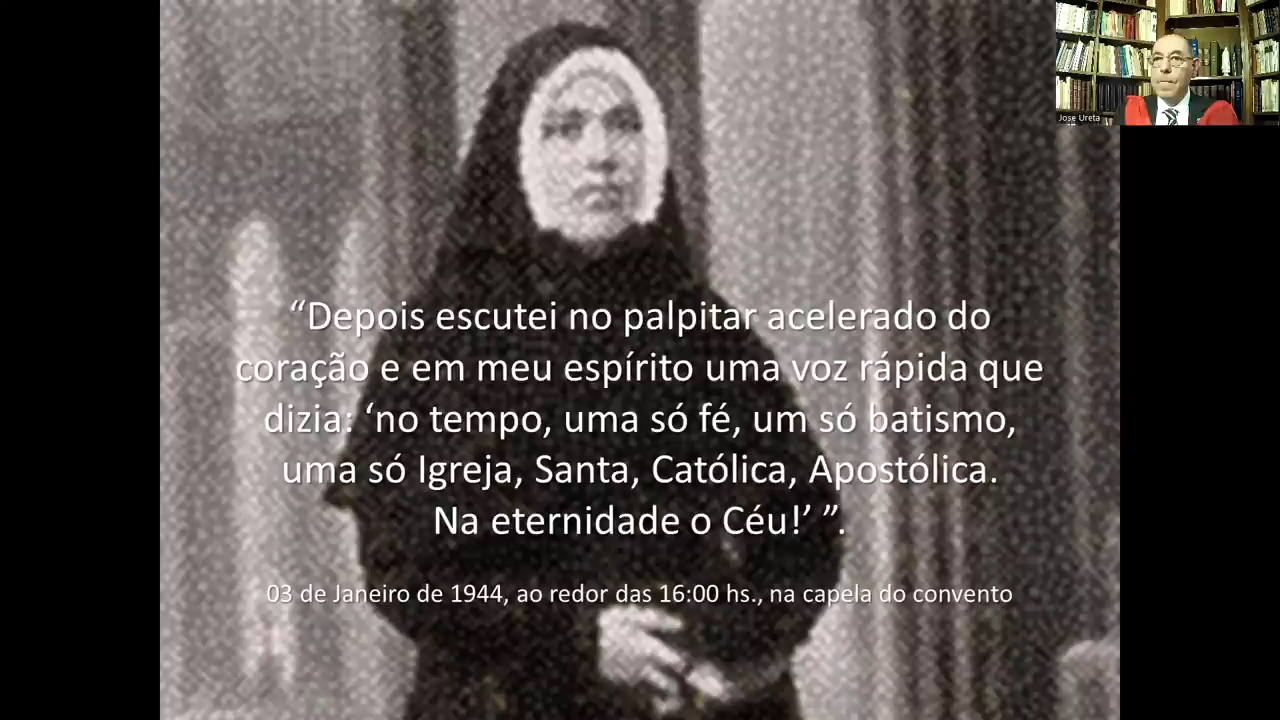 Jose Ureta
“Depois escutei no palpitar acelerado do
coração e em meu espírito uma voz rápida que
dizia: ‘no tempo, uma só fé, um só batismo,
uma só Igreja, Santa, Católica, Apostólica.
Na eternidade o Céu!’ ”.
03 de Janeiro de 1944, ao redor das 16:00 hs., na capela do convento